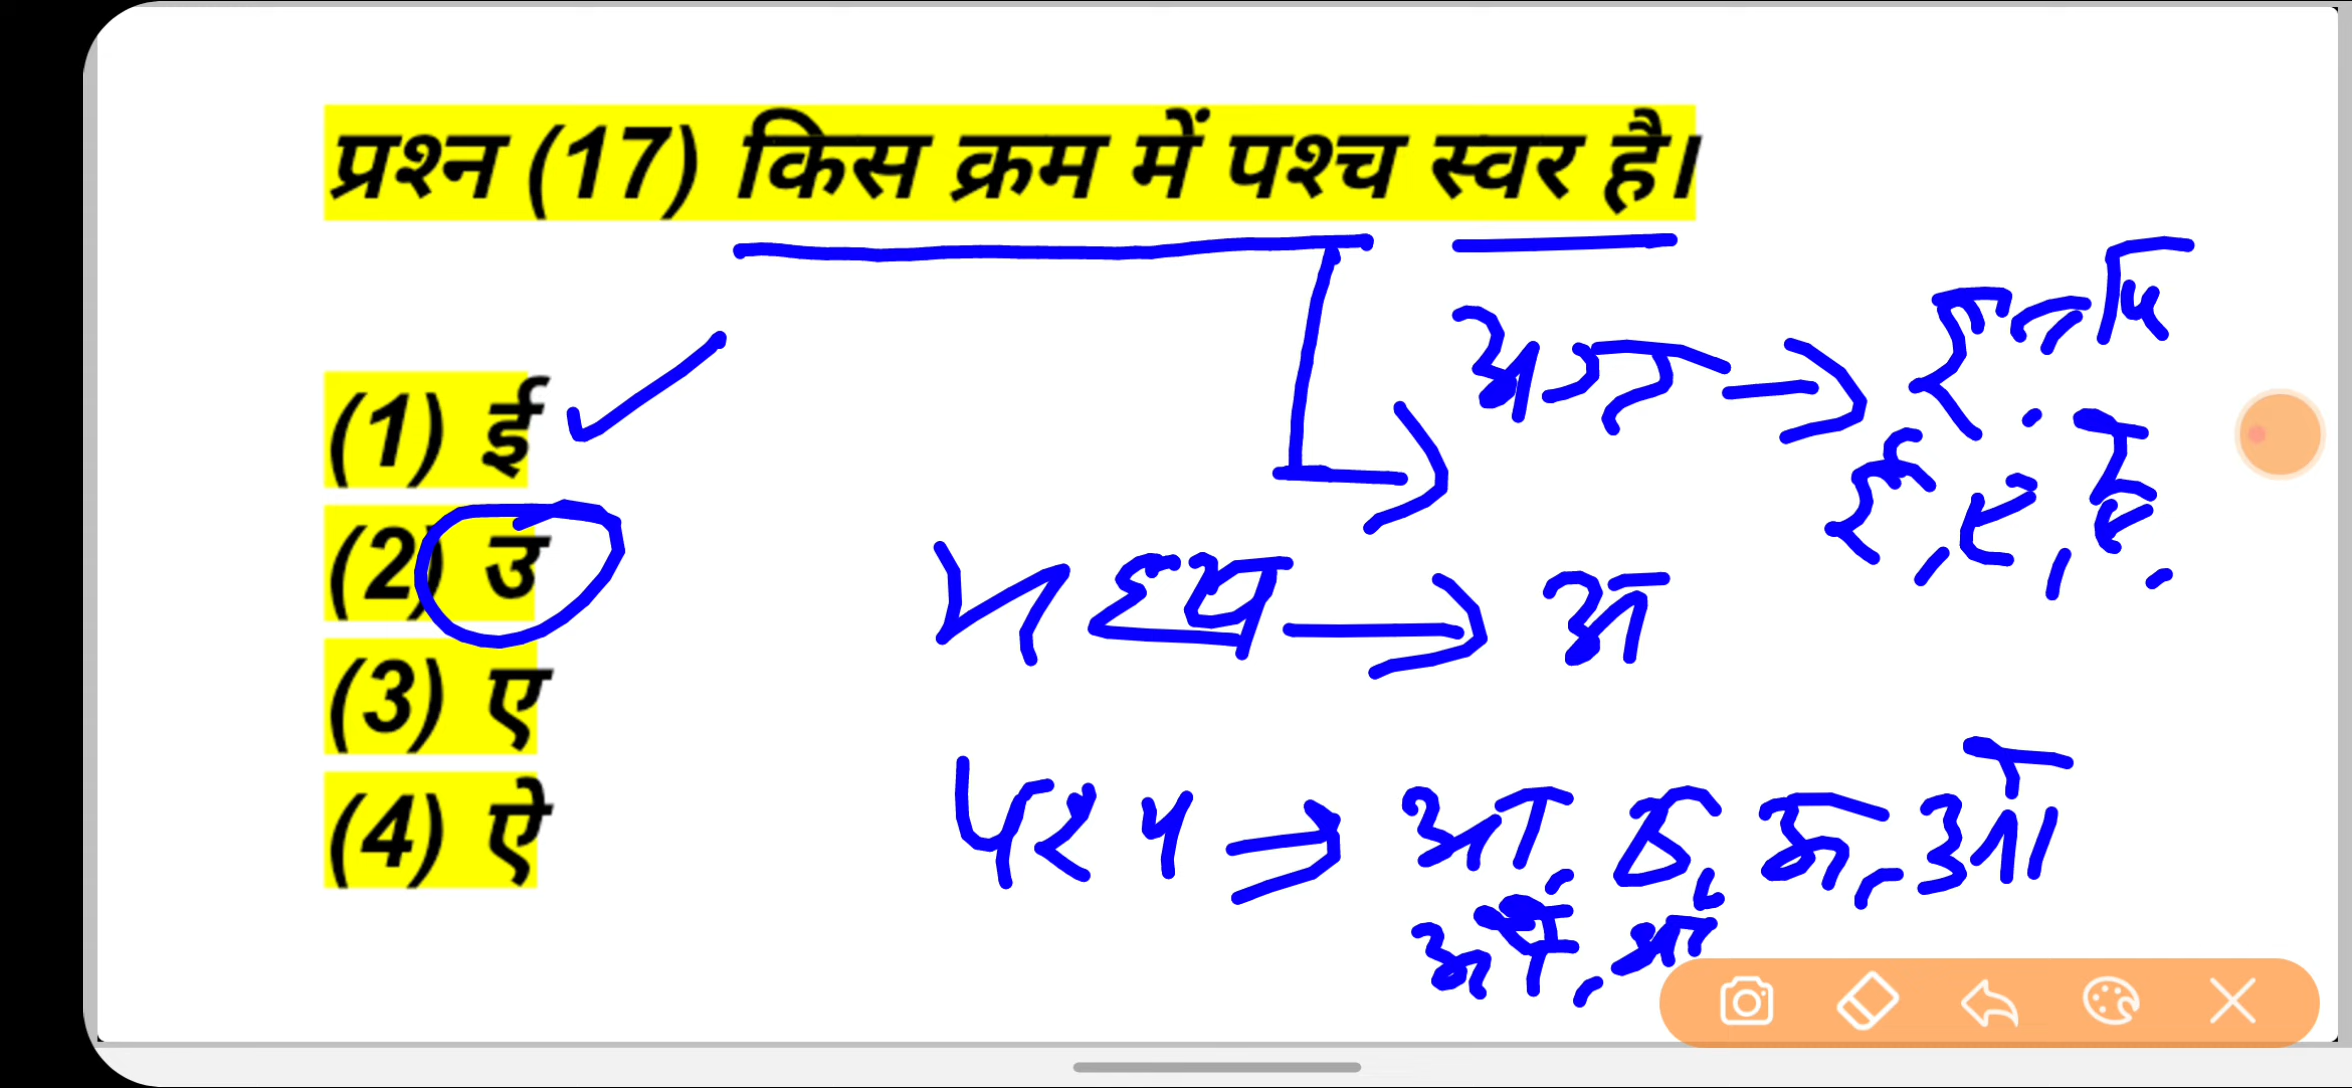 प्रश्न (17) किस क्रम में पश्च स्वर है।
(1) ई
(2) उ
(3) ए
(4) ऐ
अग्र →
ई, ए, ऐ
मध्य → अ
पश्च → आ, उ, ऊ, ओ
औ, ऑ